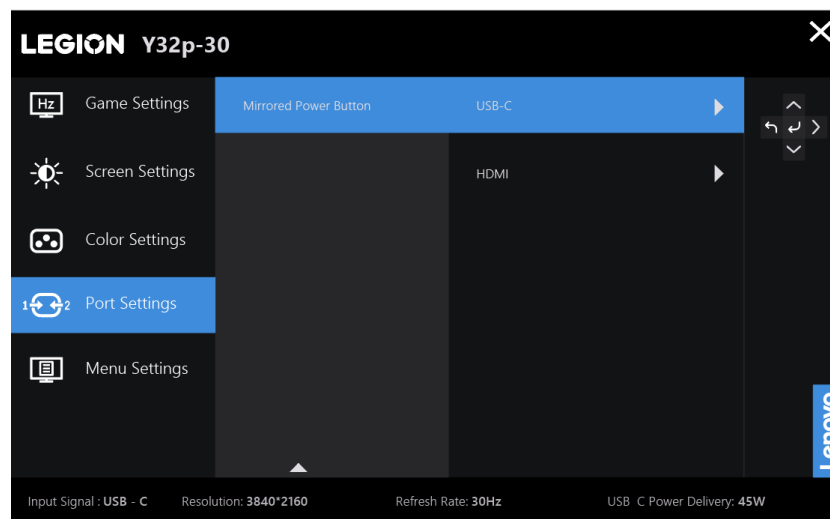 LEGION Y32p-30
Hz Game Settings
Mirrored Power Button USB-C
Screen Settings
HDMI
Color Settings
1 2 Port Settings
Menu Settings
Lenovo
Input Signal : USB - C Resolution: 3840*2160 Refresh Rate: 30Hz USB C Power Delivery: 45W